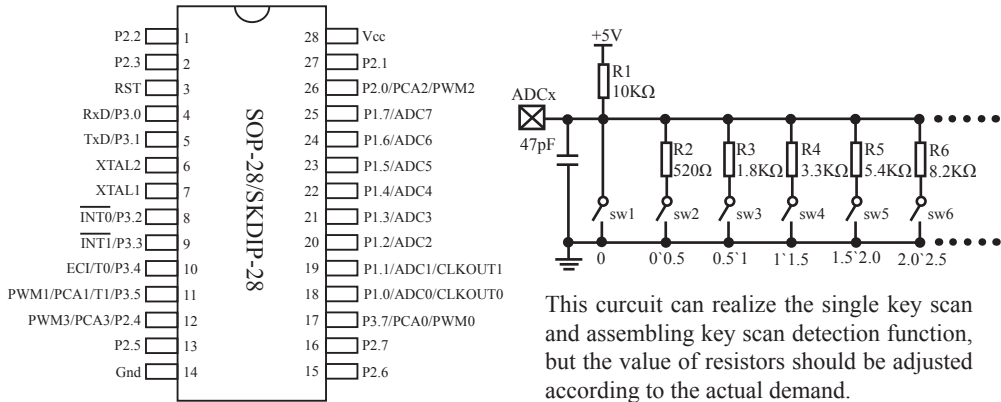 P2.2 1
P2.3 2
RST 3
RxD/P3.0 4
TxD/P3.1 5
XTAL2 6
XTAL1 7
INT0/P3.2 8
INT1/P3.3 9
ECI/T0/P3.4 10
PWM1/PCA1/T1/P3.5 11
PWM3/PCA3/P2.4 12
P2.5 13
Gnd 14
SOP-28/SKDIP-28
28 Vcc
27 P2.1
26 P2.0/PCA2/PWM2
25 P1.7/ADC7
24 P1.6/ADC6
23 P1.5/ADC5
22 P1.4/ADC4
21 P1.3/ADC3
20 P1.2/ADC2
19 P1.1/ADC1/CLKOUT1
18 P1.0/ADC0/CLKOUT0
17 P3.7/PCA0/PWM0
16 P2.7
15 P2.6
+5V
R1
10KΩ
ADCx
47pF
R2 R3 R4 R5 R6
520Ω 1.8KΩ 3.3KΩ 5.4KΩ 8.2KΩ
sw1 sw2 sw3 sw4 sw5 sw6
0 0`0.5 0.5`1 1`1.5 1.5`2.0 2.0`2.5
This curcuit can realize the single key scan
and assembling key scan detection function,
but the value of resistors should be adjusted
according to the actual demand.